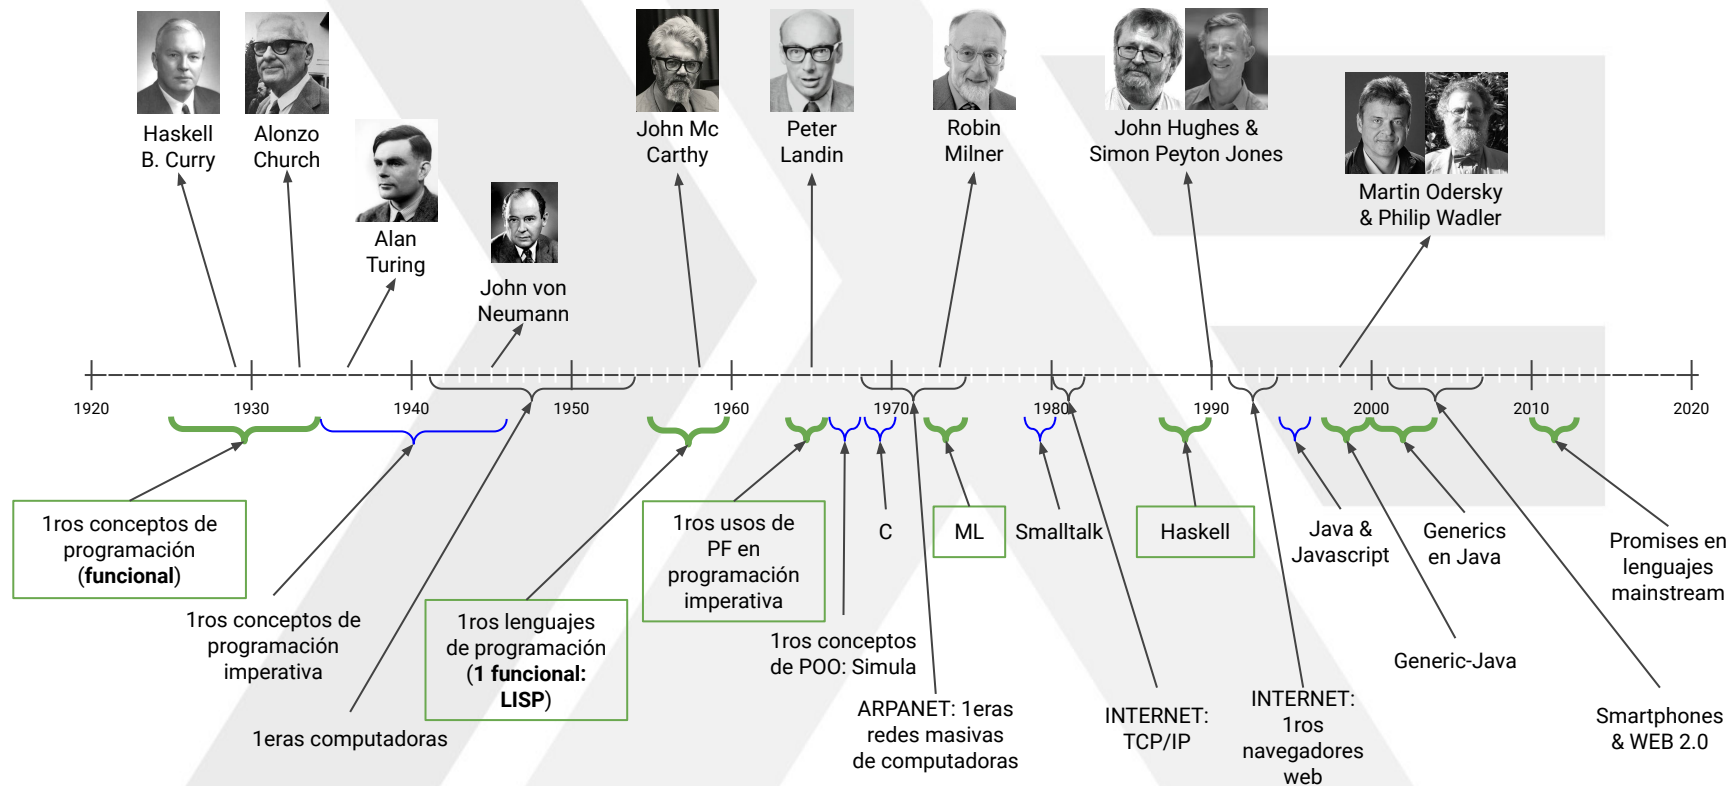 Haskell
B. Curry
Alonzo
Church
Alan
Turing
John von
Neumann
John Mc
Carthy
Peter
Landin
Robin
Milner
John Hughes &
Simon Peyton Jones
Martin Odersky
& Philip Wadler
1920
1930
1940
1950
1960
1970
1980
1990
2000
2010
2020
1ros conceptos de
programación
(funcional)
1ros conceptos de
programación
imperativa
1eras computadoras
1ros lenguajes
de programación
(1 funcional:
LISP)
1ros usos de
PF en
programación
imperativa
1ros conceptos
de POO: Simula
C
ARPANET: 1eras
redes masivas
de computadoras
ML
Smalltalk
INTERNET:
TCP/IP
Haskell
INTERNET:
1ros
navegadores
web
Java &
Javascript
Generic-Java
Generics
en Java
Smartphones
& WEB 2.0
Promises en
lenguajes
mainstream